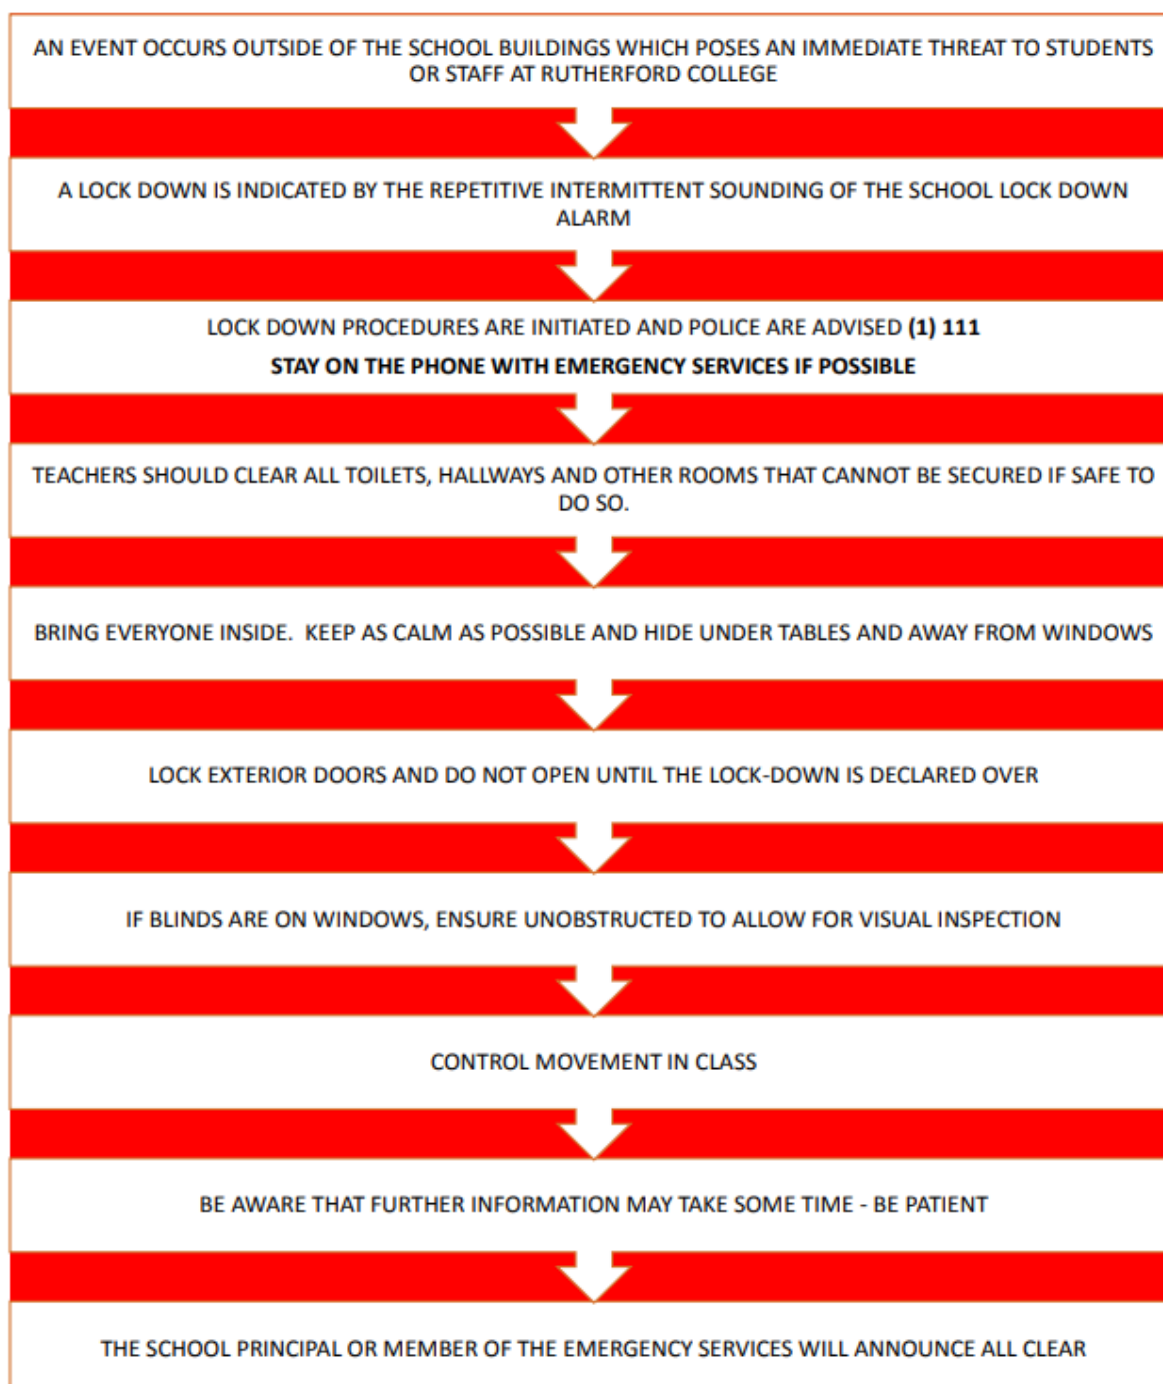 AN EVENT OCCURS OUTSIDE OF THE SCHOOL BUILDINGS WHICH POSES AN IMMEDIATE THREAT TO STUDENTS
OR STAFF AT RUTHERFORD COLLEGE
A LOCK DOWN IS INDICATED BY THE REPETITIVE INTERMITTENT SOUNDING OF THE SCHOOL LOCK DOWN
ALARM
LOCK DOWN PROCEDURES ARE INITIATED AND POLICE ARE ADVISED (1) 111
STAY ON THE PHONE WITH EMERGENCY SERVICES IF POSSIBLE
TEACHERS SHOULD CLEAR ALL TOILETS, HALLWAYS AND OTHER ROOMS THAT CANNOT BE SECURED IF SAFE TO
DO SO.
BRING EVERYONE INSIDE.  KEEP AS CALM AS POSSIBLE AND HIDE UNDER TABLES AND AWAY FROM WINDOWS
LOCK EXTERIOR DOORS AND DO NOT OPEN UNTIL THE LOCK-DOWN IS DECLARED OVER
IF BLINDS ARE ON WINDOWS, ENSURE UNOBSTRUCTED TO ALLOW FOR VISUAL INSPECTION
CONTROL MOVEMENT IN CLASS
BE AWARE THAT FURTHER INFORMATION MAY TAKE SOME TIME - BE PATIENT
THE SCHOOL PRINCIPAL OR MEMBER OF THE EMERGENCY SERVICES WILL ANNOUNCE ALL CLEAR